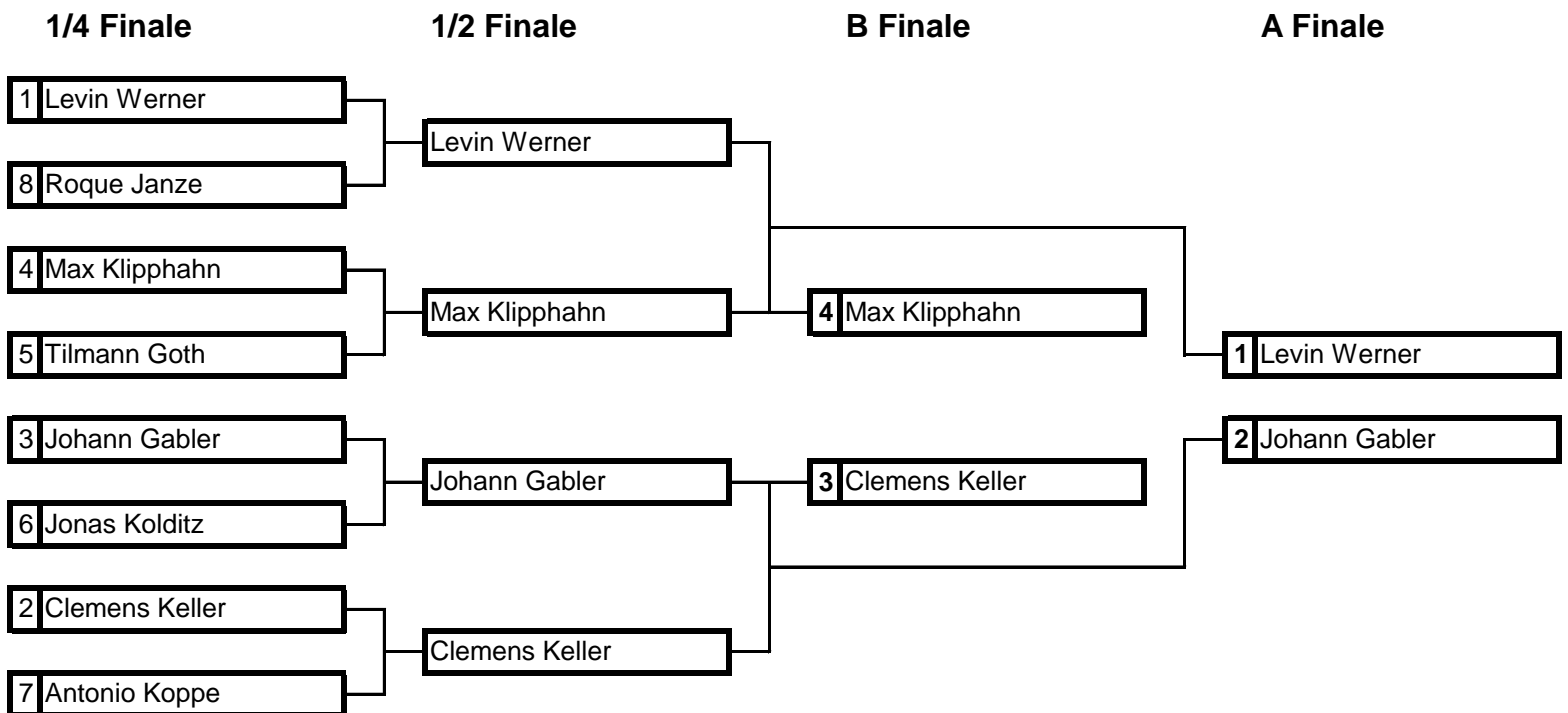 1/4 Finale 1/2 Finale B Finale A Finale
1 Levin Werner
Levin Werner
8 Roque Janze
4 Max Klipphahn
Max Klipphahn
4 Max Klipphahn
5 Tilmann Goth
1 Levin Werner
3 Johann Gabler
2 Johann Gabler
Johann Gabler
3 Clemens Keller
6 Jonas Kolditz
2 Clemens Keller
Clemens Keller
7 Antonio Koppe